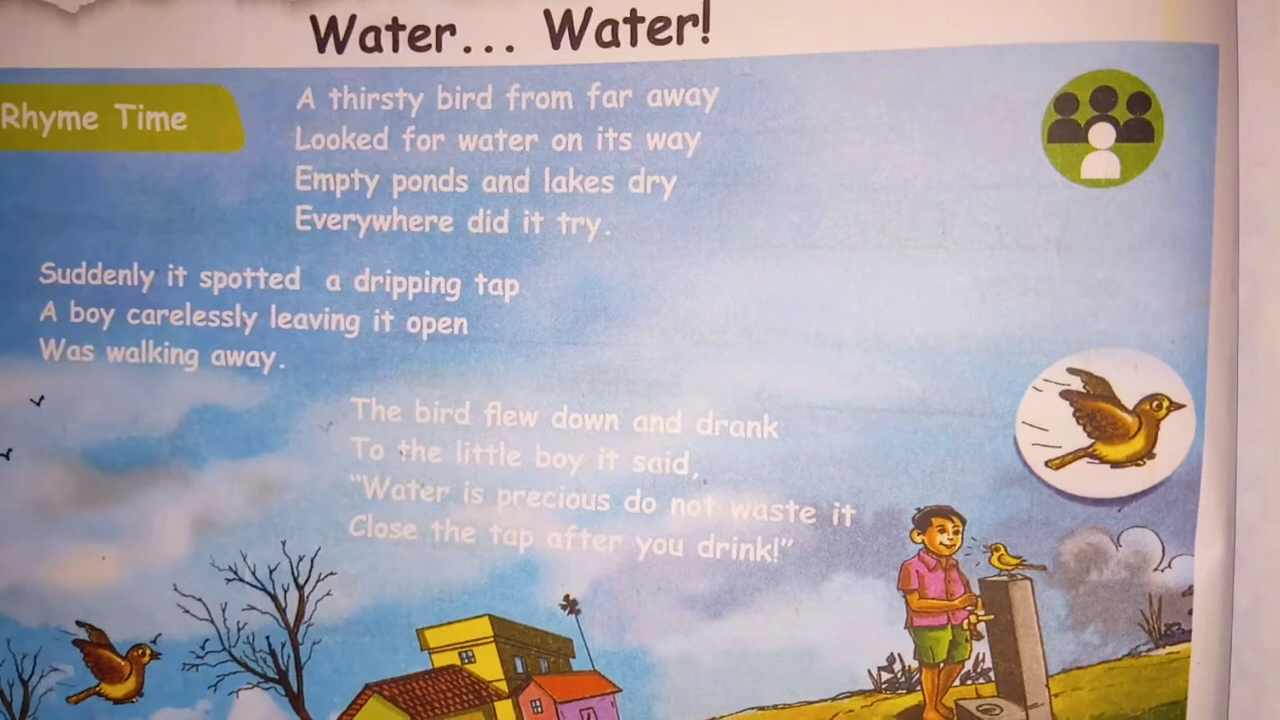 Water... Water!
Rhyme Time
A thirsty bird from far away
Looked for water on its way
Empty ponds and lakes dry
Everywhere did it try.
Suddenly it spotted a dripping tap
A boy carelessly leaving it open
Was walking away.
The bird flew down and drank
To the little boy it said,
"Water is precious do not waste it
Close the tap after you drink!"